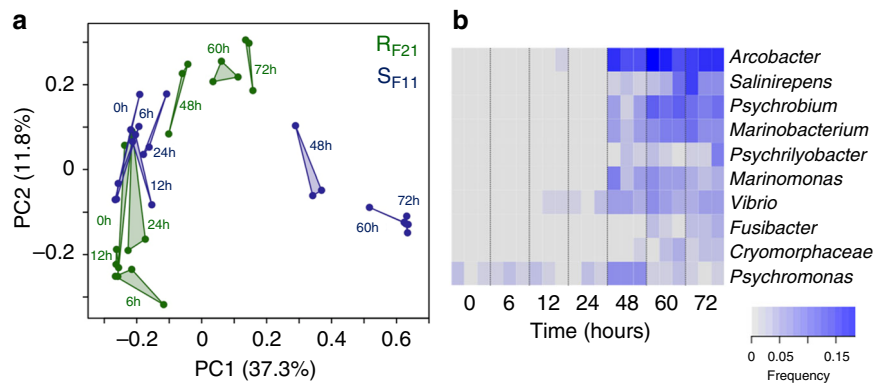 a
R_F21
S_F11
60h
72h
48h
0h
6h
24h
12h
48h
0h
24h
12h
6h
72h
60h
0.2
0
−0.2
PC2 (11.8%)
−0.2 0 0.2 0.4 0.6
PC1 (37.3%)
b
Arcobacter
Salinirepens
Psychrobium
Marinobacterium
Psychrilyobacter
Marinomonas
Vibrio
Fusibacter
Cryomorphaceae
Psychromonas
0 6 12 24 48 60 72
Time (hours)
0 0.05 0.15
Frequency